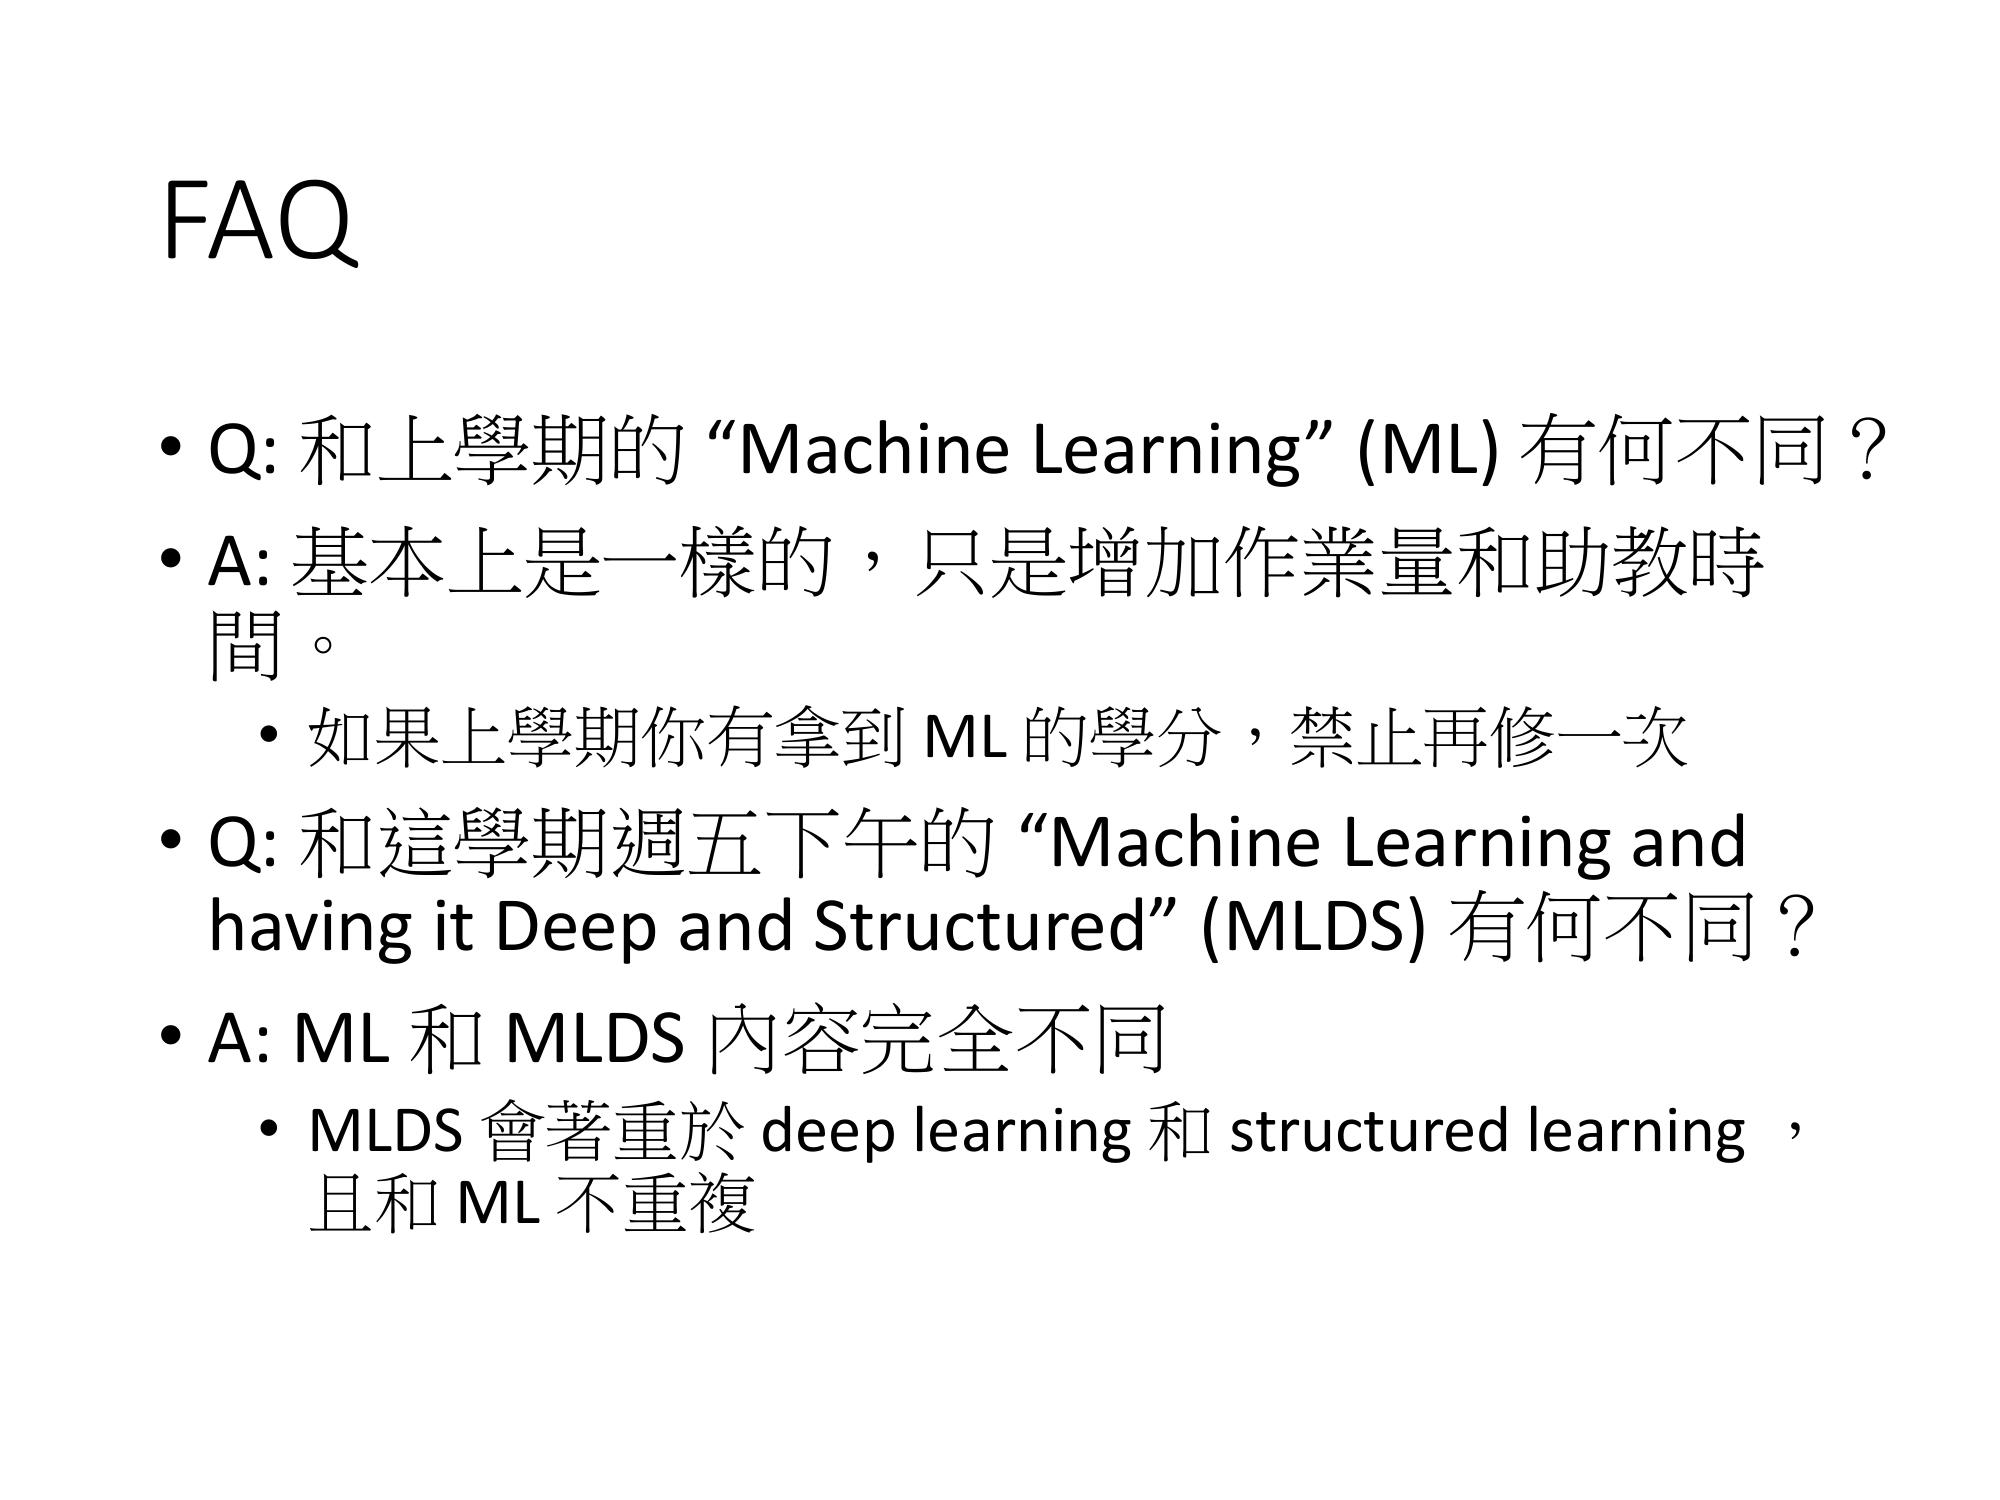 FAQ
• Q: 和上學期的 “Machine Learning” (ML) 有何不同？
• A: 基本上是一樣的，只是增加作業量和助教時
間。
• 如果上學期你有拿到 ML 的學分，禁止再修一次
• Q: 和這學期週五下午的 “Machine Learning and
having it Deep and Structured” (MLDS) 有何不同？
• A: ML 和 MLDS 內容完全不同
• MLDS 會著重於 deep learning 和 structured learning ，
且和 ML 不重複